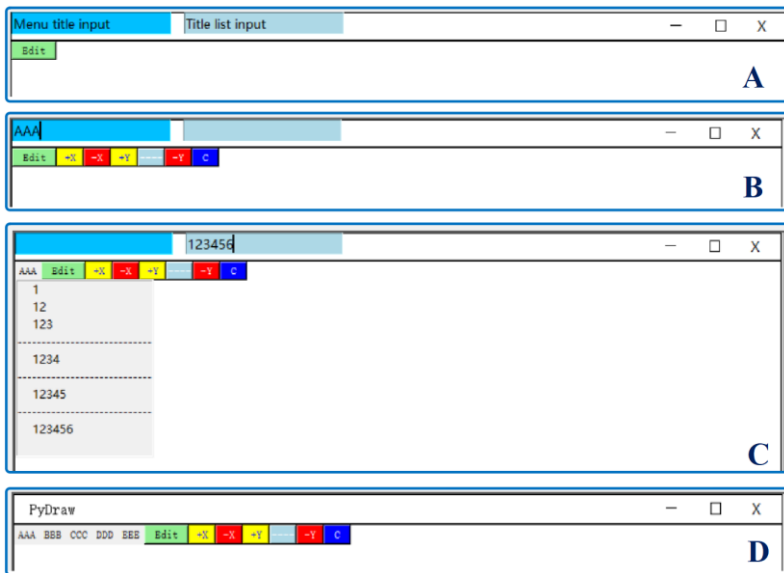 Menu title input Title list input — □ X
Edit
A
AAA — □ X
Edit +X -X +Y ---- -Y C
B
123456 — □ X
AAA Edit +X -X +Y ---- -Y C
1
12
123
1234
12345
123456
C
PyDraw — □ X
AAA BBB CCC DDD EEE Edit +X -X +Y ---- -Y C
D